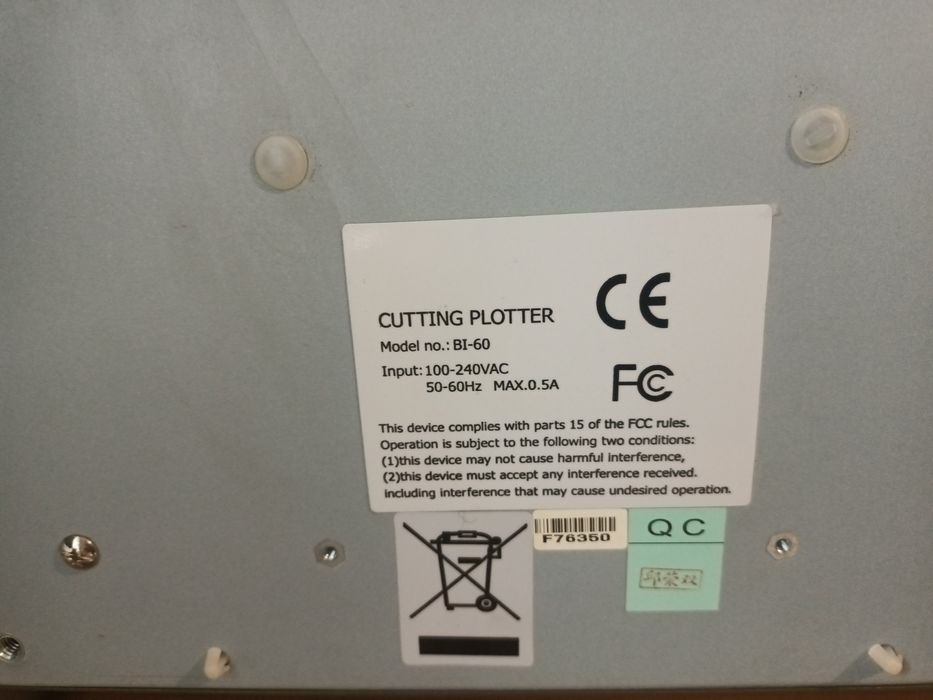 CE
CUTTING PLOTTER
Model no.: BI-60
Input: 100-240VAC
50-60Hz MAX.0.5A
FC
This device complies with parts 15 of the FCC rules.
Operation is subject to the following two conditions:
(1)this device may not cause harmful interference,
(2)this device must accept any interference received.
including interference that may cause undesired operation.
F76350
QC
邱荣双